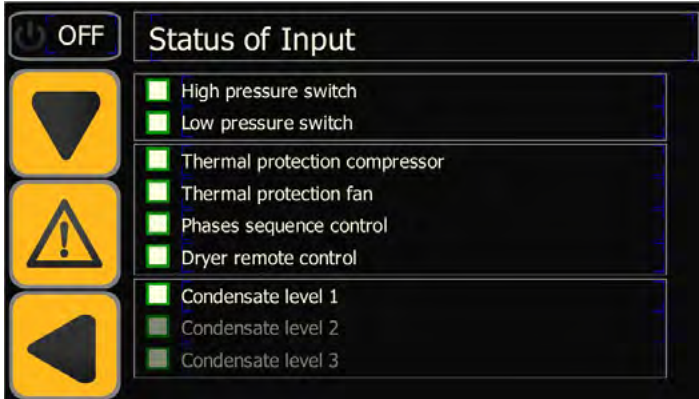 OFF
Status of Input
High pressure switch
Low pressure switch
Thermal protection compressor
Thermal protection fan
Phases sequence control
Dryer remote control
Condensate level 1
Condensate level 2
Condensate level 3